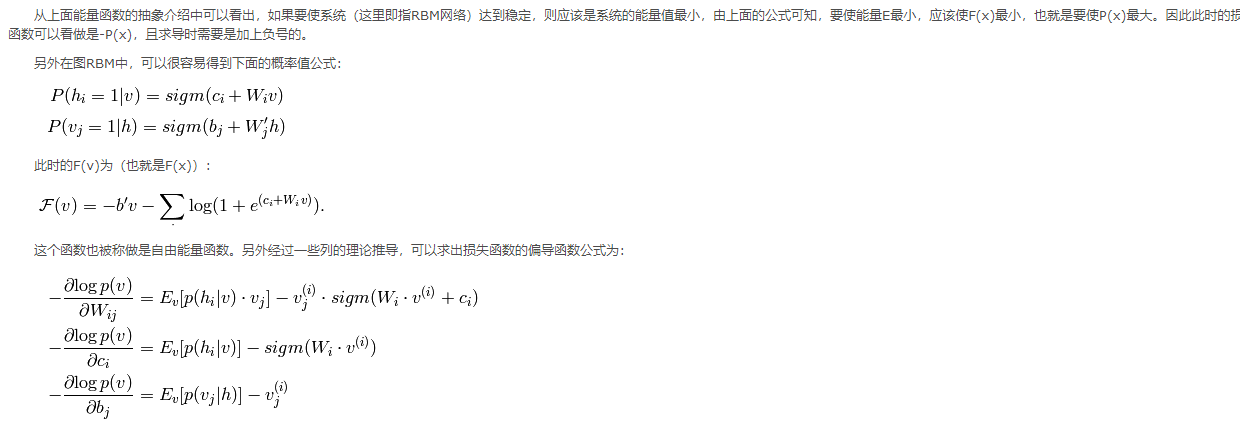 从上面能量函数的抽象介绍中可以看出，如果要使系统（这里即指RBM网络）达到稳定，则应该是系统的能量值最小，由上面的公式可知，要使能量E最小，应该使F(x)最小，也就是要使P(x)最大。因此此时的损
函数可以看做是-P(x)，且求导时需要是加上负号的。
另外在图RBM中，可以很容易得到下面的概率值公式：
P(h_i = 1|v) = sigm(c_i + W_i v)
P(v_j = 1|h) = sigm(b_j + W'_j h)
此时的F(v)为（也就是F(x)）：
\mathcal{F}(v) = -b'v - \sum \log(1 + e^{(c_i + W_i v)}).
这个函数也被称做是自由能量函数。另外经过一些列的理论推导，可以求出损失函数的偏导函数公式为：
-\frac{\partial \log p(v)}{\partial W_{ij}} = E_v[p(h_i|v) \cdot v_j] - v_j^{(i)} \cdot sigm(W_i \cdot v^{(i)} + c_i)
-\frac{\partial \log p(v)}{\partial c_i} = E_v[p(h_i|v)] - sigm(W_i \cdot v^{(i)})
-\frac{\partial \log p(v)}{\partial b_j} = E_v[p(v_j|h)] - v_j^{(i)}